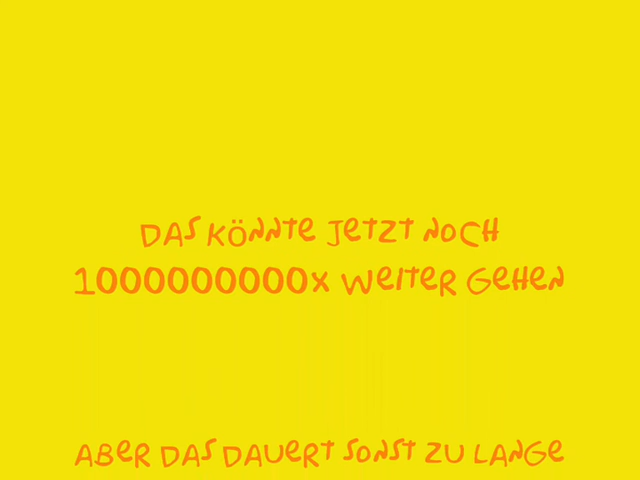 DAS KÖNNTE JETZT NOCH
1000000000x WEITER GEHEN
ABER DAS DAUERT SONST ZU LANGE